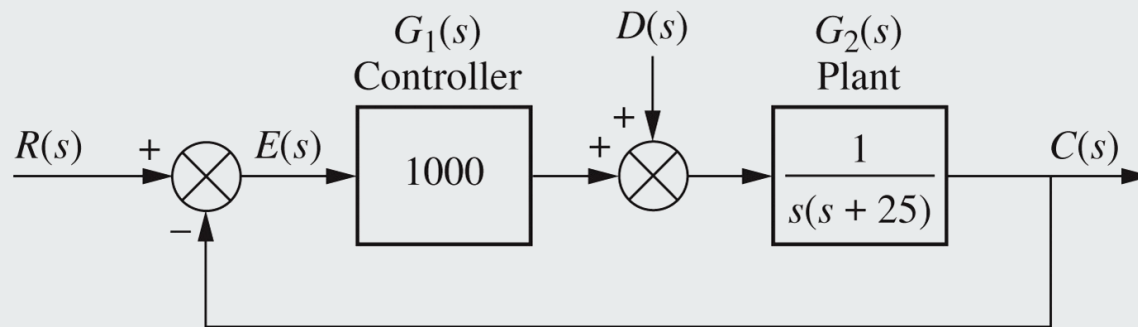 G₁(s)
Controller
D(s)
G₂(s)
Plant
R(s)
+
E(s)
1000
+
+
1
s(s + 25)
C(s)
−